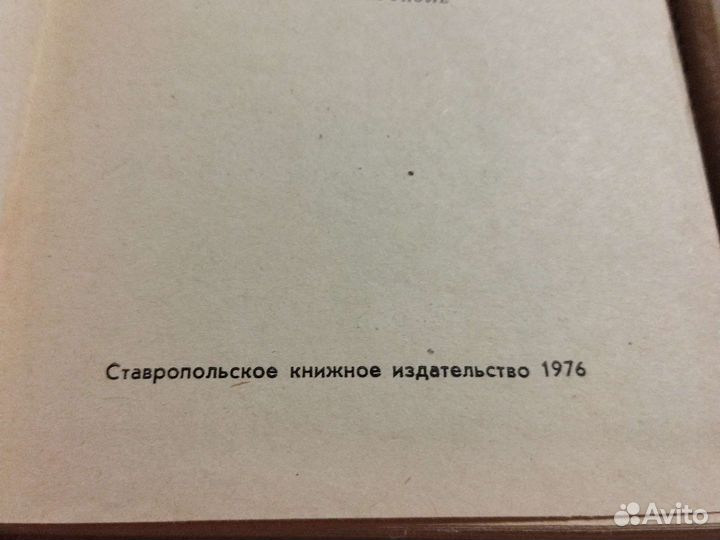 Ставропольское книжное издательство 1976
Avito